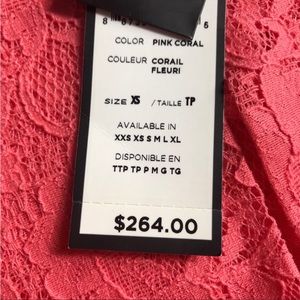 COLOR PINK CORAL
COULEUR CORAIL
FLEURI
SIZE XS / TAILLE TP
AVAILABLE IN
XXS XS S M L XL
DISPONIBLE EN
TTP TP P M G TG
$264.00